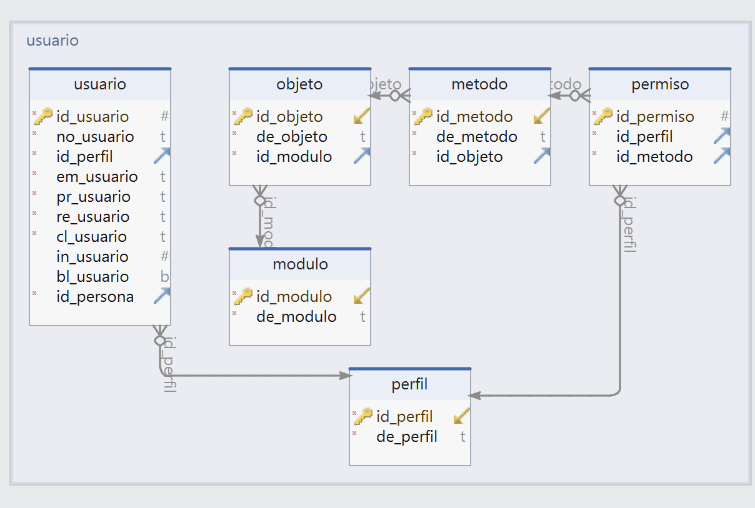 usuario
usuario
id_usuario #
no_usuario t
id_perfil
em_usuario t
pr_usuario t
re_usuario t
cl_usuario t
in_usuario #
bl_usuario b
id_persona
id_perfil
objeto
id_objeto
de_objeto t
id_modulo
id_mod
modulo
id_modulo
de_modulo t
jeto
metodo
id_metodo
de_metodo t
id_objeto
todo
permiso
id_permiso #
id_perfil
id_metodo
id_perfil
perfil
id_perfil
de_perfil t